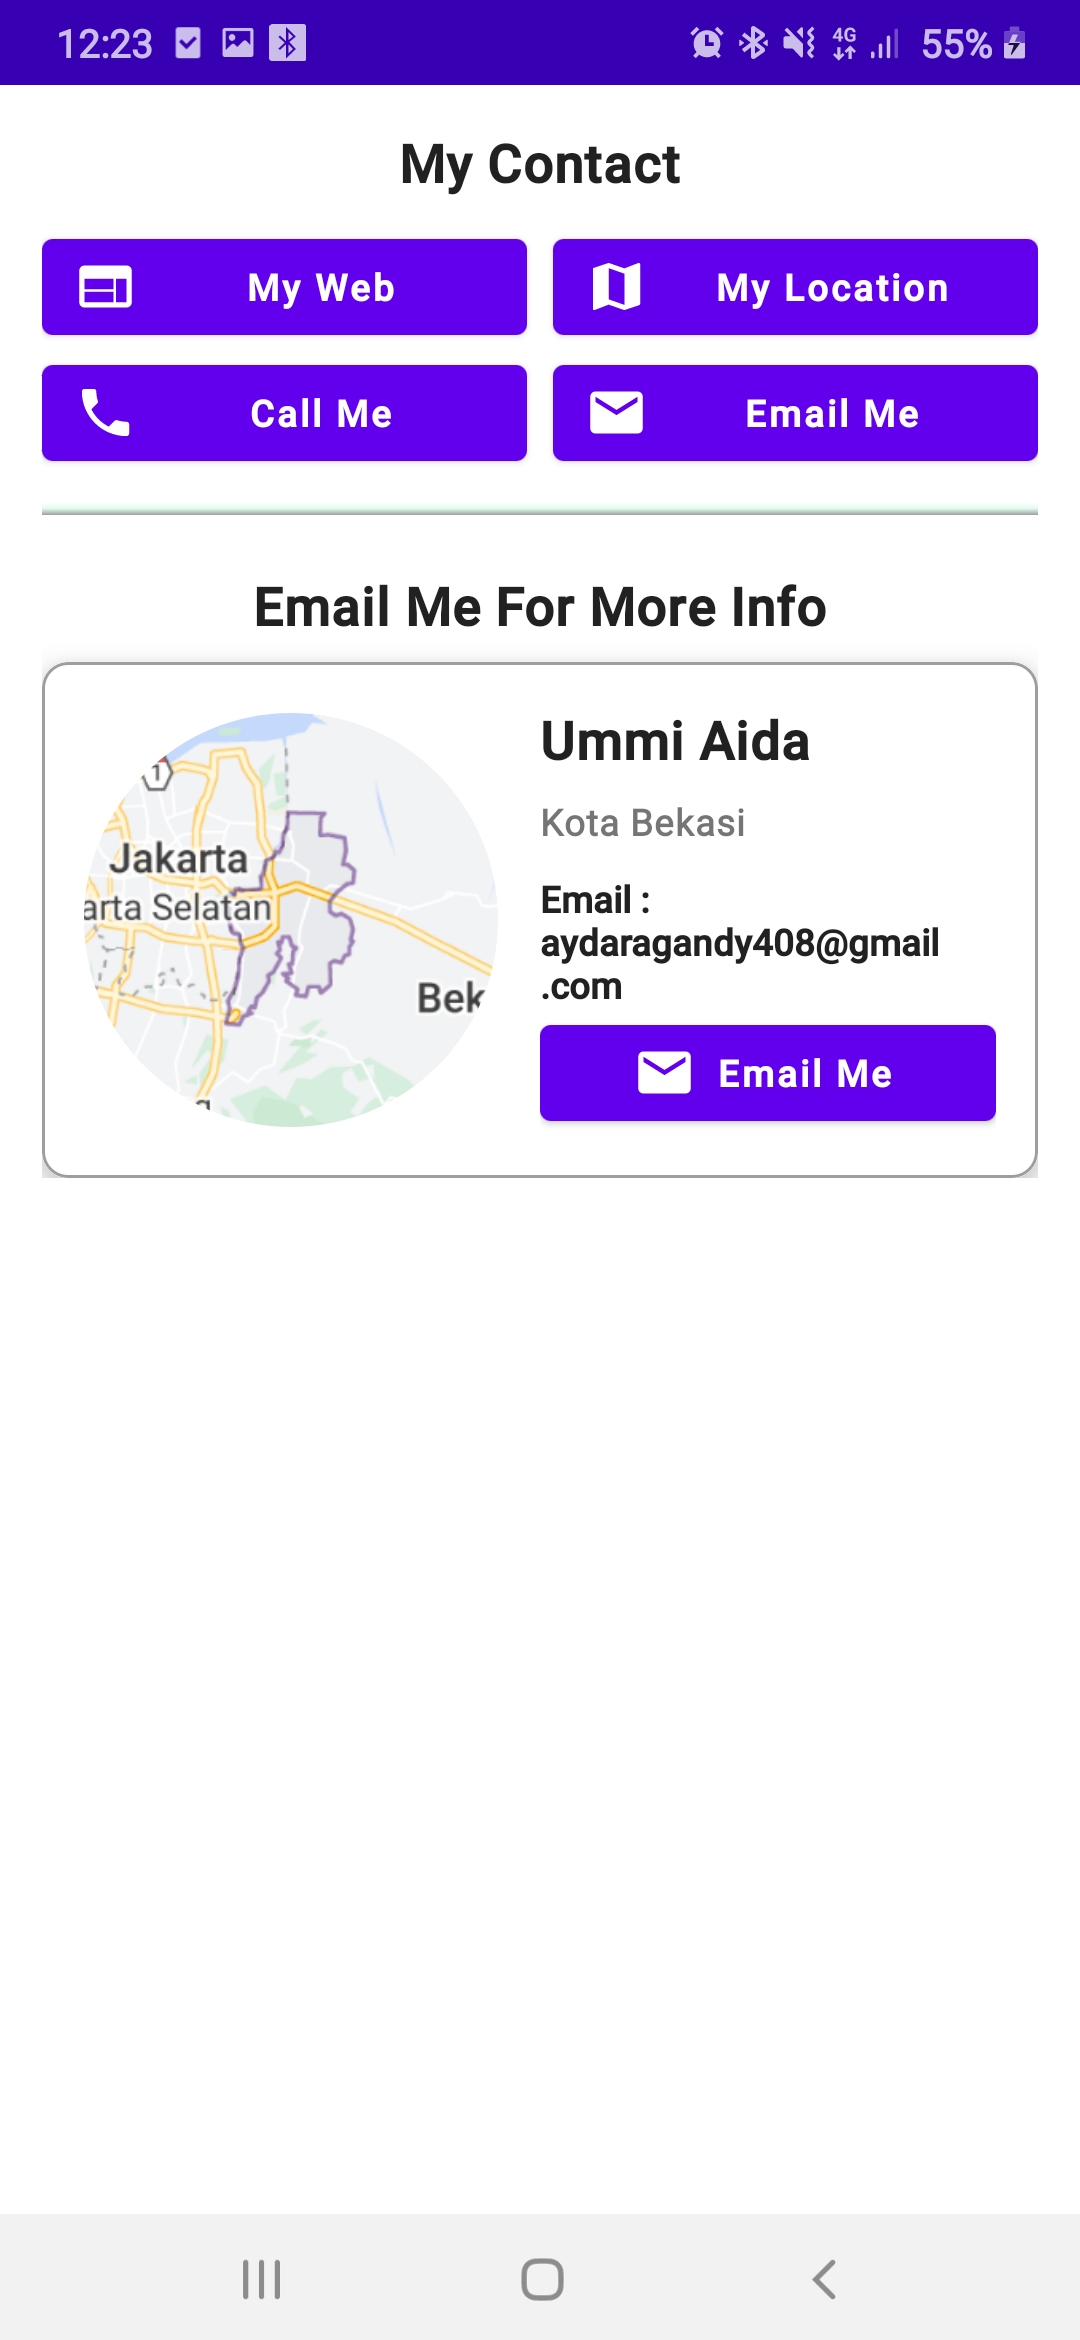 12:23
4G
55%
My Contact
My Web
My Location
Call Me
Email Me
Email Me For More Info
Ummi Aida
1
Kota Bekasi
Jakarta
arta Selatan
Email :
aydaragandy408@gmail
.com
Bek
Email Me